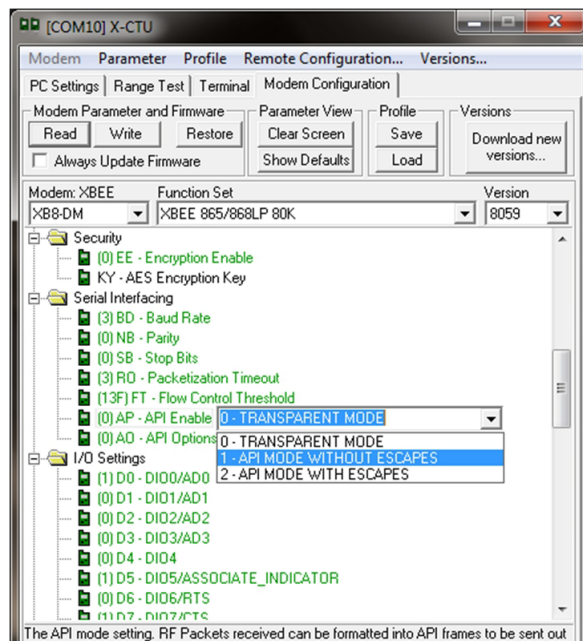 [COM10] X-CTU
Modem Parameter Profile Remote Configuration... Versions...
PC Settings Range Test Terminal Modem Configuration
Modem Parameter and Firmware Parameter View Profile Versions
Read Write Restore Clear Screen Save Download new versions...
Always Update Firmware Show Defaults Load
Modem: XBEE Function Set Version
XB8-DM XBEE 865/868LP 80K 8059
Security
(0) EE - Encryption Enable
KY - AES Encryption Key
Serial Interfacing
(3) BD - Baud Rate
(0) NB - Parity
(0) SB - Stop Bits
(3) RO - Packetization Timeout
(13F) FT - Flow Control Threshold
(0) AP - API Enable 0 - TRANSPARENT MODE
(0) AO - API Options 0 - TRANSPARENT MODE
1 - API MODE WITHOUT ESCAPES
2 - API MODE WITH ESCAPES
I/O Settings
(1) D0 - DIO0/AD0
(0) D1 - DIO1/AD1
(0) D2 - DIO2/AD2
(0) D3 - DIO3/AD3
(0) D4 - DIO4
(1) D5 - DIO5/ASSOCIATE_INDICATOR
(0) D6 - DIO6/RTS
(1) D7 - DIO7/CTS
The API mode setting. RF Packets received can be formatted into API frames to be sent out